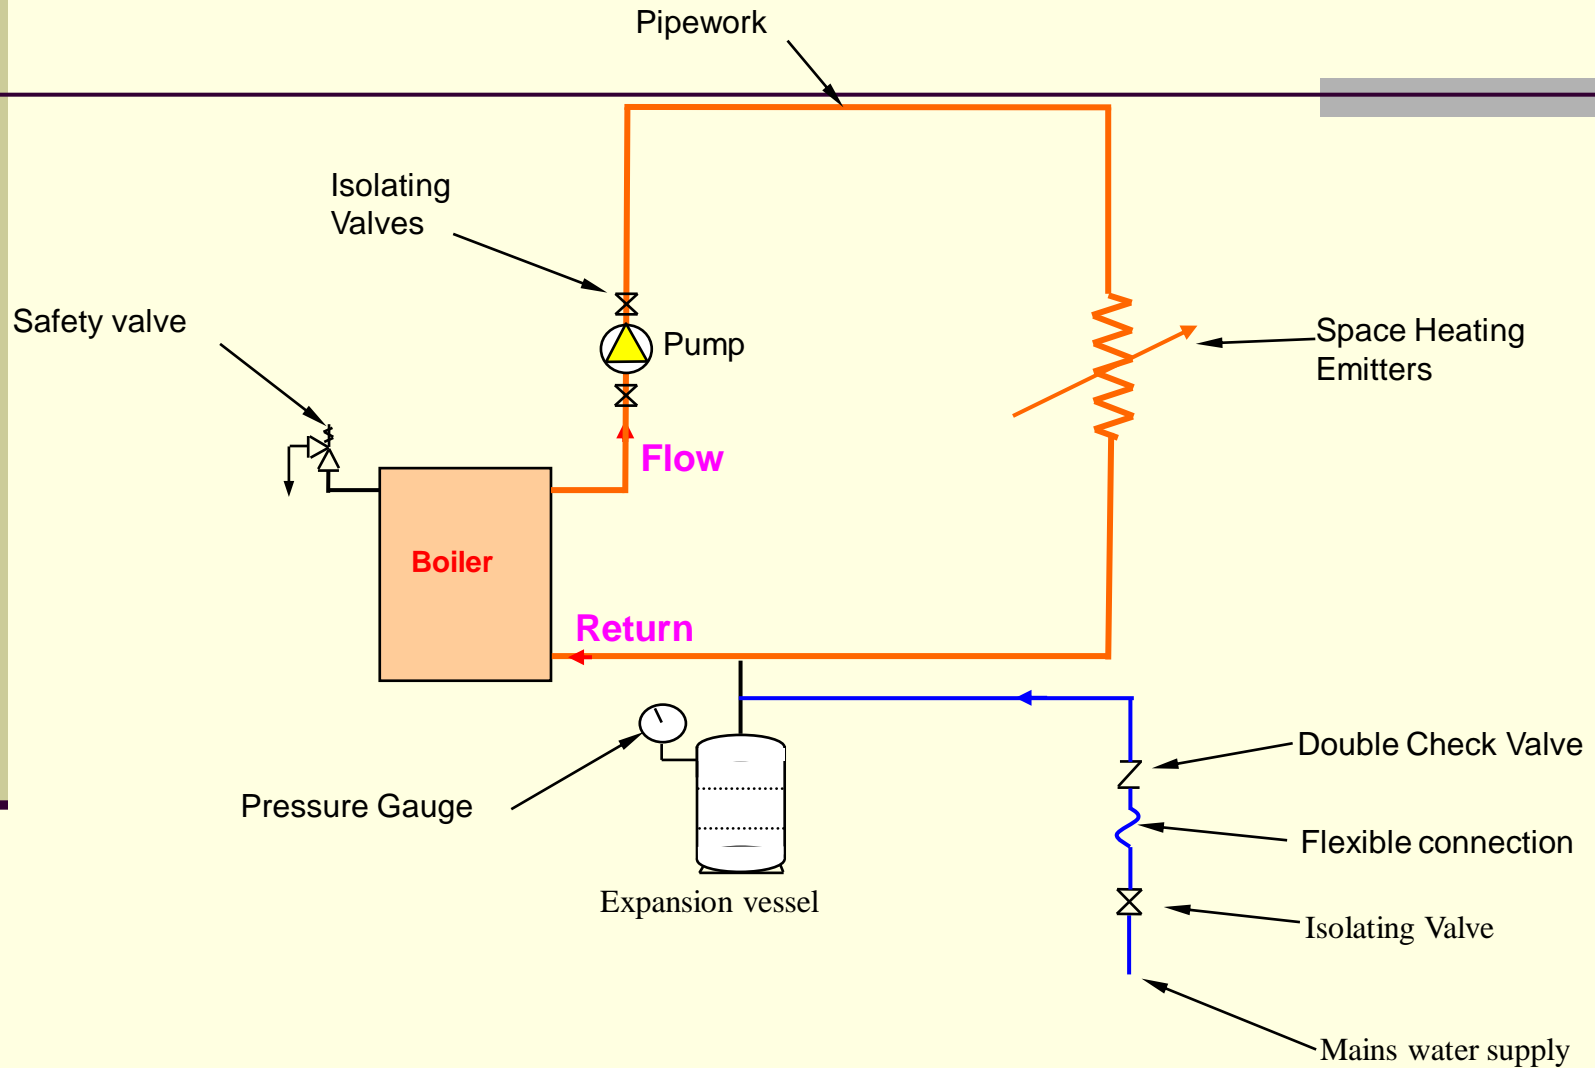 Pipework
Isolating
Valves
Safety valve
Pump
Space Heating
Emitters
Flow
Boiler
Return
Double Check Valve
Pressure Gauge
Flexible connection
Expansion vessel
Isolating Valve
Mains water supply